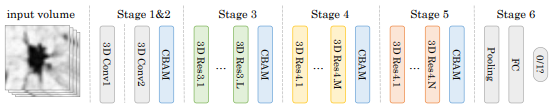 input volume
Stage 1&2
Stage 3
Stage 4
Stage 5
Stage 6
3D Conv1
3D Conv2
CBAM
3D Res3.1
...
3D Res3.L
CBAM
3D Res4.1
...
3D Res4.M
CBAM
3D Res4.1
...
3D Res4.N
CBAM
Pooling
FC
0/1?